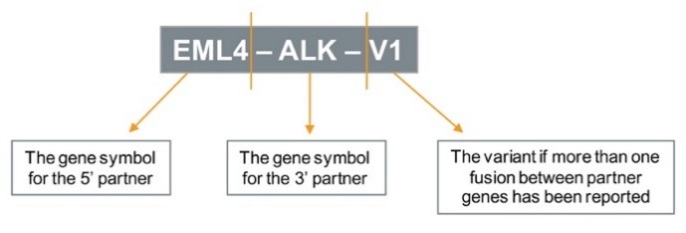 EML4 – ALK – V1
The gene symbol
for the 5' partner
The gene symbol
for the 3' partner
The variant if more than one
fusion between partner
genes has been reported